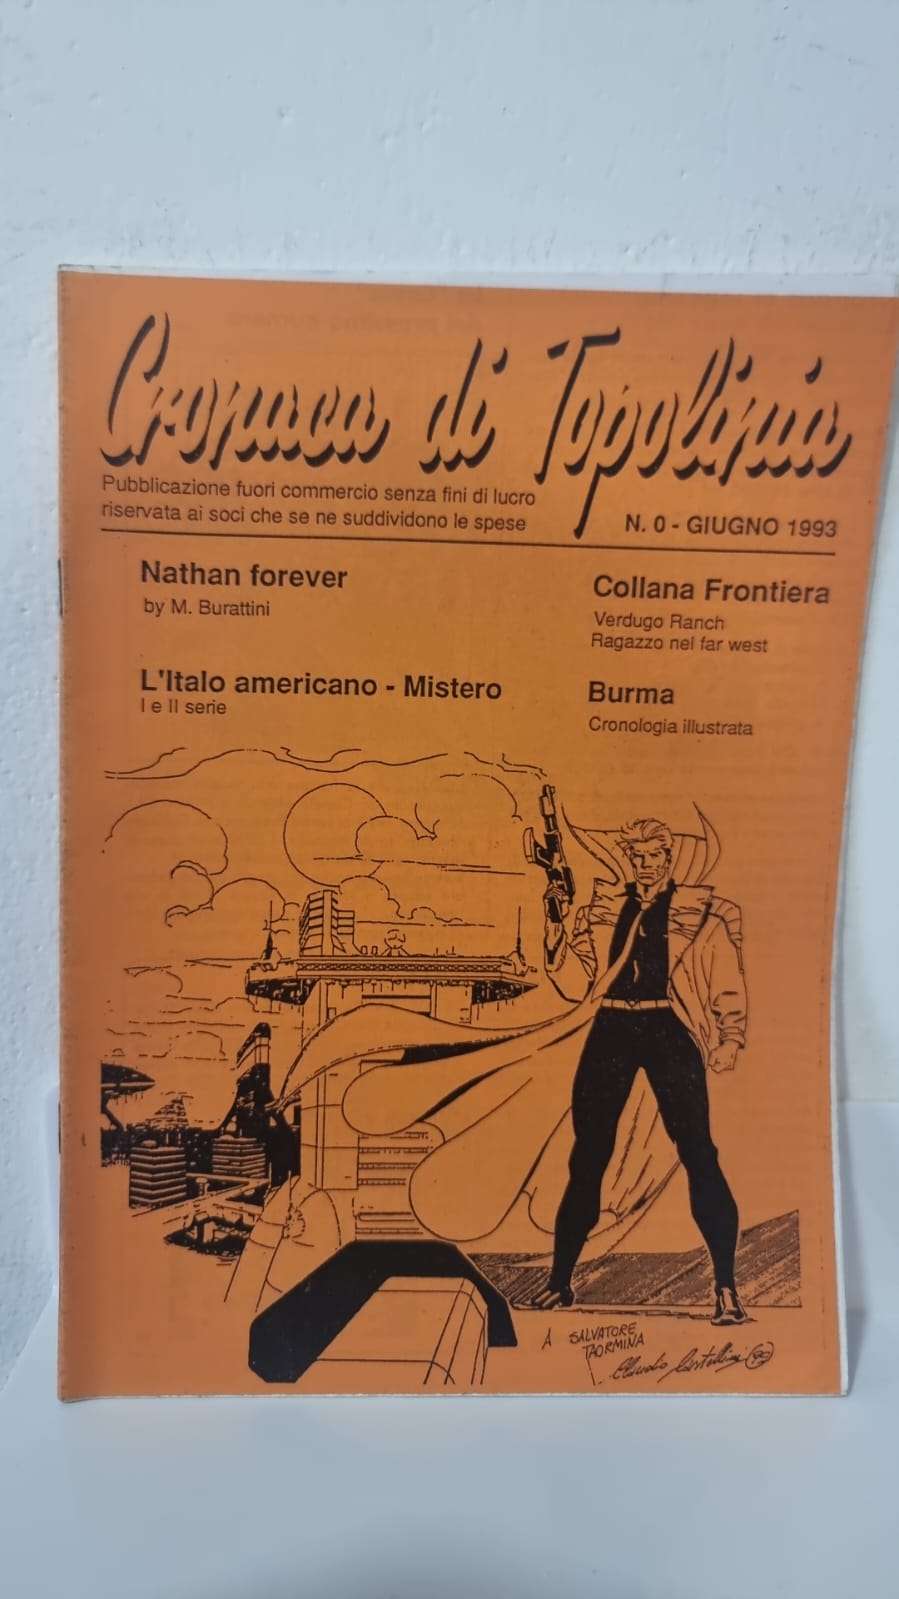 Cronaca di Topolinia
Pubblicazione fuori commercio senza fini di lucro
riservata ai soci che se ne suddividono le spese
N. 0 - GIUGNO 1993
Nathan forever
by M. Burattini
Collana Frontiera
Verdugo Ranch
Ragazzo nel far west
L'Italo americano - Mistero
I e II serie
Burma
Cronologia illustrata
A SALVATORE
TAORMINA
Claudio Castellini